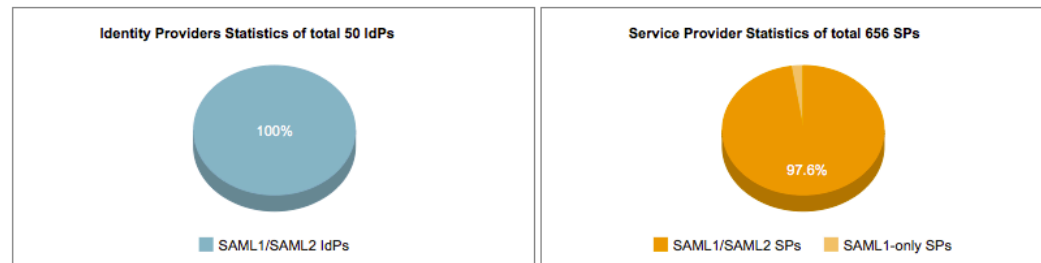 Identity Providers Statistics of total 50 IdPs
100%
SAML1/SAML2 IdPs
Service Provider Statistics of total 656 SPs
97.6%
SAML1/SAML2 SPs SAML1-only SPs